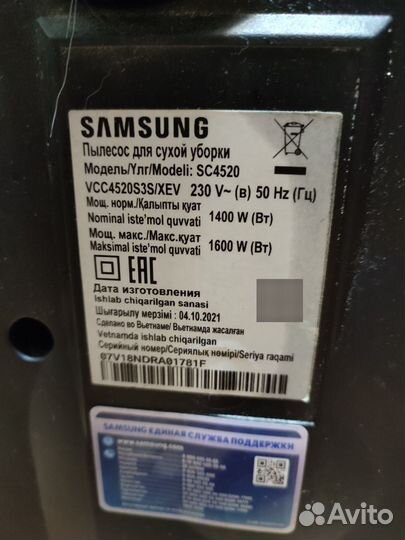 SAMSUNG
Пылесос для сухой уборки
Модель/Үлг/Modeli: SC4520
VCC4520S3S/XEV 230 V~ (в) 50 Hz (Гц)
Мощ. норм./Қалыпты қуат
Nominal iste'mol quvvati 1400 W (Вт)
Мощ. макс./Макс.қуат
Maksimal iste'mol quvvati 1600 W (Вт)
EAC
Дата изготовления
ishlab chiqarilgan sanasi
Шығарылу мерзімі : 04.10.2021
Сделано во Вьетнаме/ Вьетнамда жасалған
Vetnamda ishlab chiqarilgan
Серийный номер/Сериялық нөмірі/Seriya raqami
07V18NDRA01781F
SAMSUNG ЕДИНАЯ СЛУЖБА ПОДДЕРЖКИ
www.samsung.com
Avito